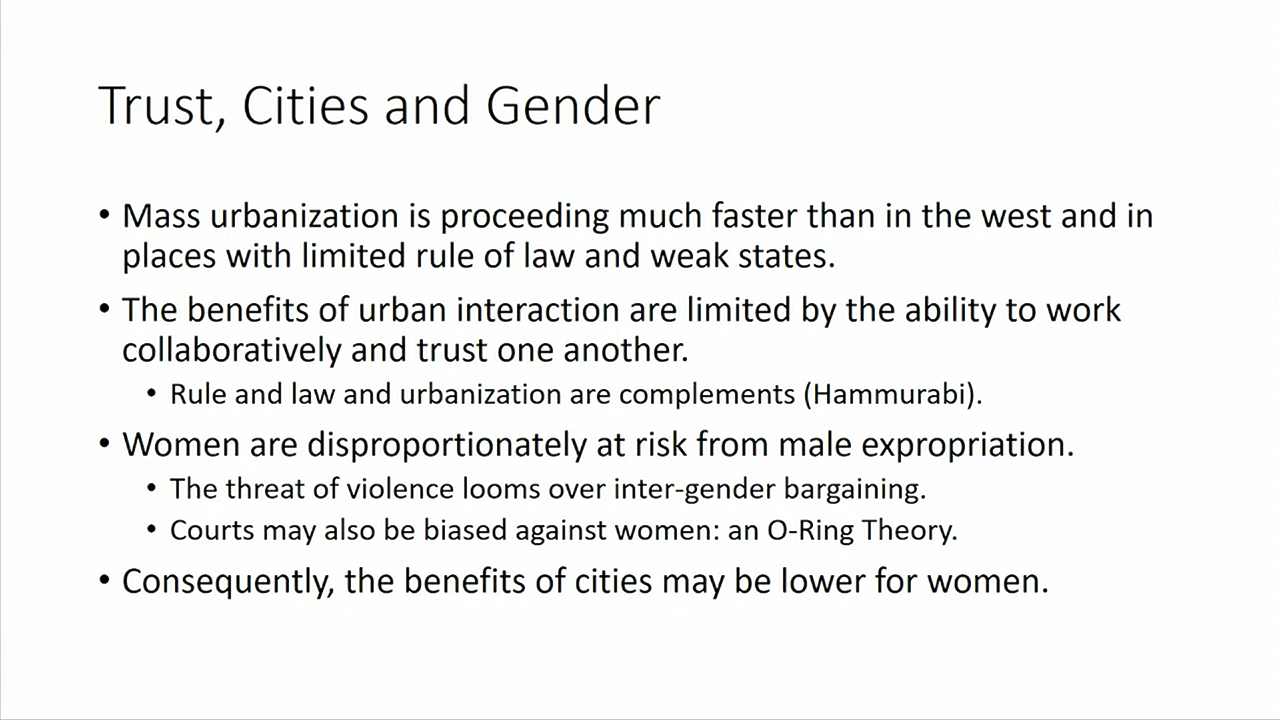 Trust, Cities and Gender
• Mass urbanization is proceeding much faster than in the west and in
places with limited rule of law and weak states.
• The benefits of urban interaction are limited by the ability to work
collaboratively and trust one another.
• Rule and law and urbanization are complements (Hammurabi).
• Women are disproportionately at risk from male expropriation.
• The threat of violence looms over inter-gender bargaining.
• Courts may also be biased against women: an O-Ring Theory.
• Consequently, the benefits of cities may be lower for women.